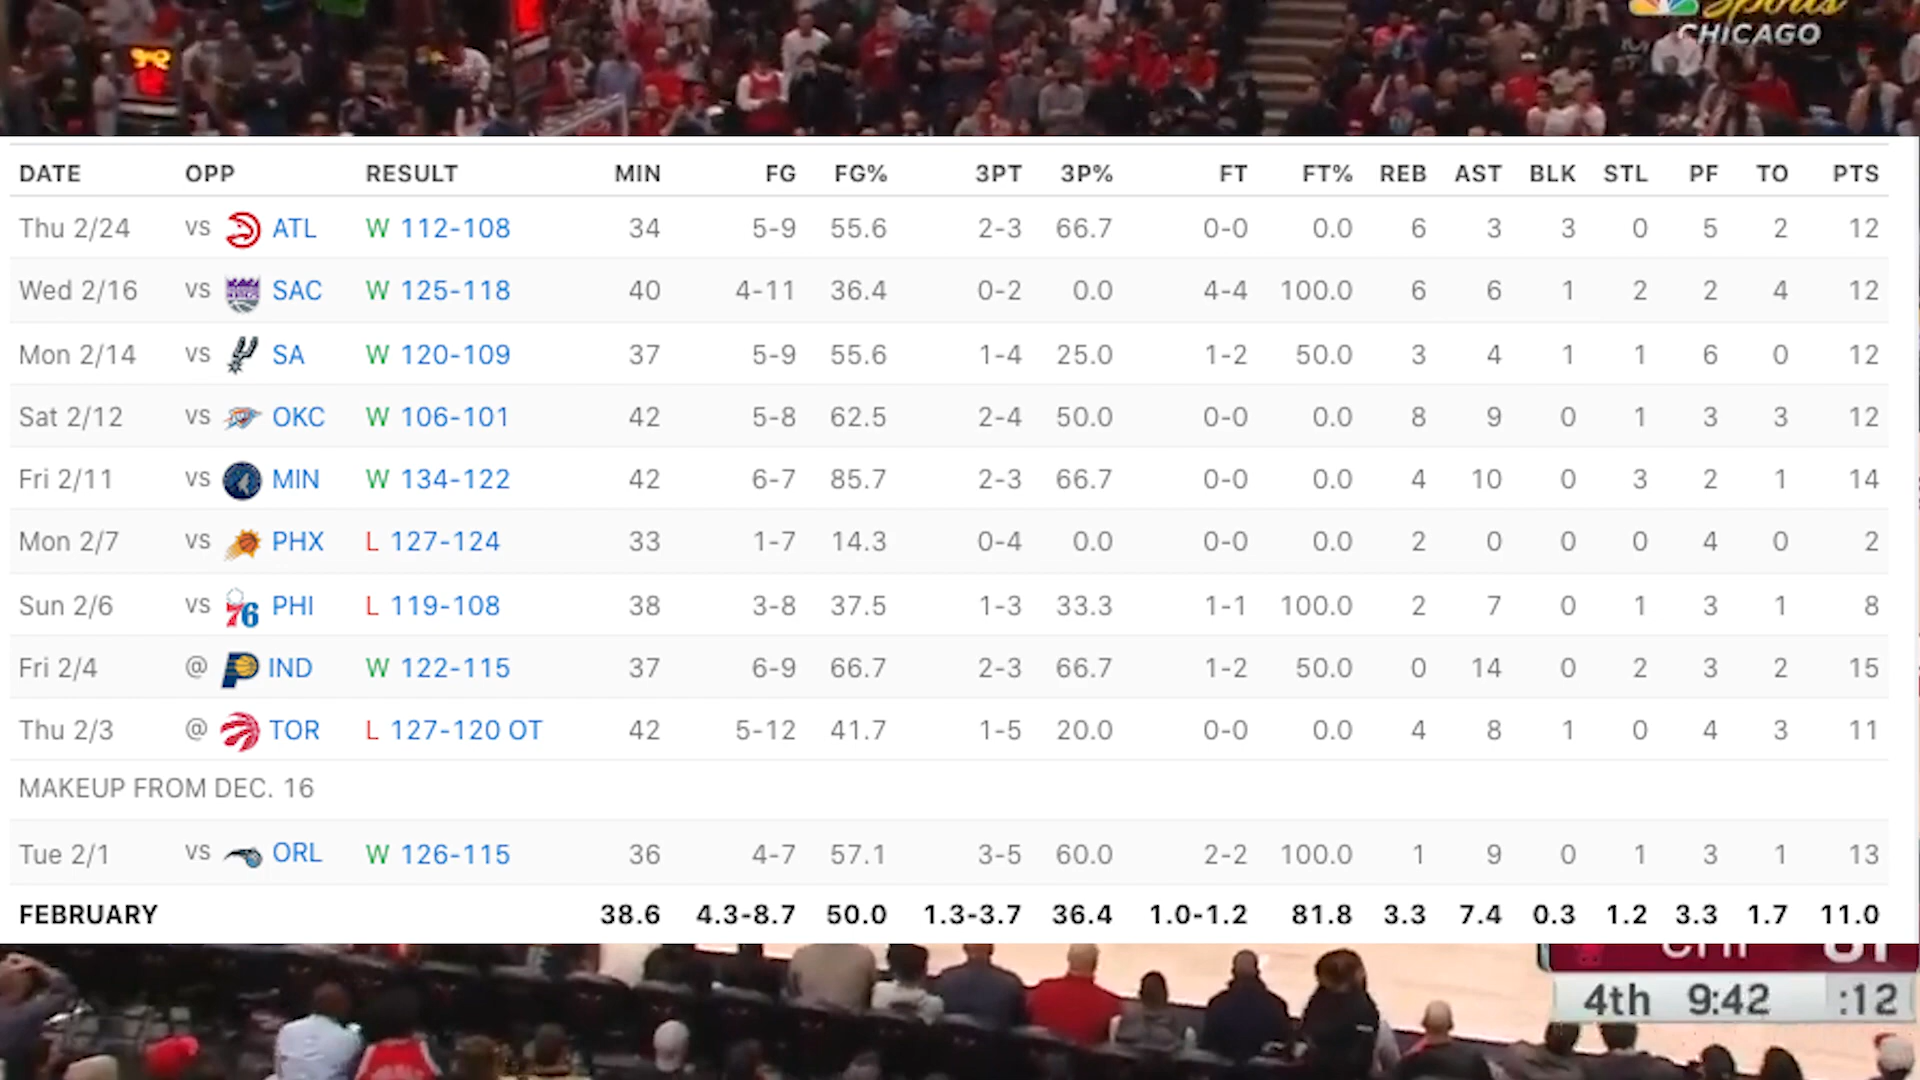 Sports
CHICAGO
DATE OPP RESULT MIN FG FG% 3PT 3P% FT FT% REB AST BLK STL PF TO PTS
Thu 2/24 vs ATL W 112-108 34 5-9 55.6 2-3 66.7 0-0 0.0 6 3 3 0 5 2 12
Wed 2/16 vs SAC W 125-118 40 4-11 36.4 0-2 0.0 4-4 100.0 6 6 1 2 2 4 12
Mon 2/14 vs SA W 120-109 37 5-9 55.6 1-4 25.0 1-2 50.0 3 4 1 1 6 0 12
Sat 2/12 vs OKC W 106-101 42 5-8 62.5 2-4 50.0 0-0 0.0 8 9 0 1 3 3 12
Fri 2/11 vs MIN W 134-122 42 6-7 85.7 2-3 66.7 0-0 0.0 4 10 0 3 2 1 14
Mon 2/7 vs PHX L 127-124 33 1-7 14.3 0-4 0.0 0-0 0.0 2 0 0 0 4 0 2
Sun 2/6 vs 76 PHI L 119-108 38 3-8 37.5 1-3 33.3 1-1 100.0 2 7 0 1 3 1 8
Fri 2/4 @ IND W 122-115 37 6-9 66.7 2-3 66.7 1-2 50.0 0 14 0 2 3 2 15
Thu 2/3 @ TOR L 127-120 OT 42 5-12 41.7 1-5 20.0 0-0 0.0 4 8 1 0 4 3 11
MAKEUP FROM DEC. 16
Tue 2/1 vs ORL W 126-115 36 4-7 57.1 3-5 60.0 2-2 100.0 1 9 0 1 3 1 13
FEBRUARY 38.6 4.3-8.7 50.0 1.3-3.7 36.4 1.0-1.2 81.8 3.3 7.4 0.3 1.2 3.3 1.7 11.0
4th 9:42 :12